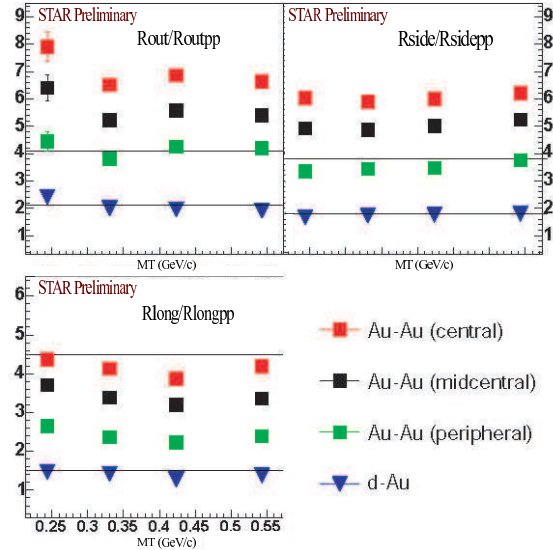 STAR Preliminary
Rout/Routpp
9
8
7
6
5
4
3
2
1
MT (GeV/c)
STAR Preliminary
Rside/Rsidepp
9
8
7
6
5
4
3
2
1
MT (GeV/c)
STAR Preliminary
Rlong/Rlongpp
6
5
4
3
2
1
0.25 0.3 0.35 0.4 0.45 0.5 0.55
MT (GeV/c)
Au-Au (central)
Au-Au (midcentral)
Au-Au (peripheral)
d-Au